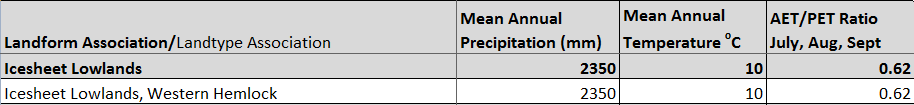 Landform Association/Landtype Association Mean Annual Precipitation (mm) Mean Annual Temperature °C AET/PET Ratio July, Aug, Sept
Icesheet Lowlands 2350 10 0.62
Icesheet Lowlands, Western Hemlock 2350 10 0.62